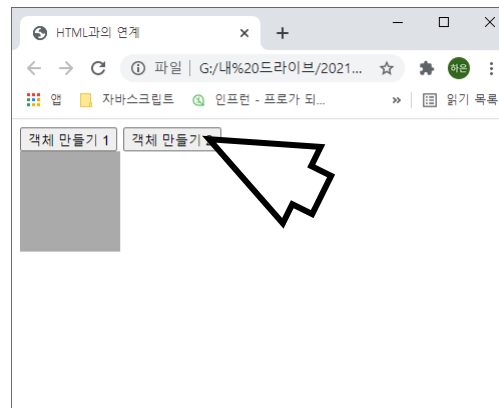 HTML과의 연계
파일 | G:/내%20드라이브/2021... 하은
앱 자바스크립트 인프런 - 프로가 되... » 읽기 목록
객체 만들기 1 객체 만들기